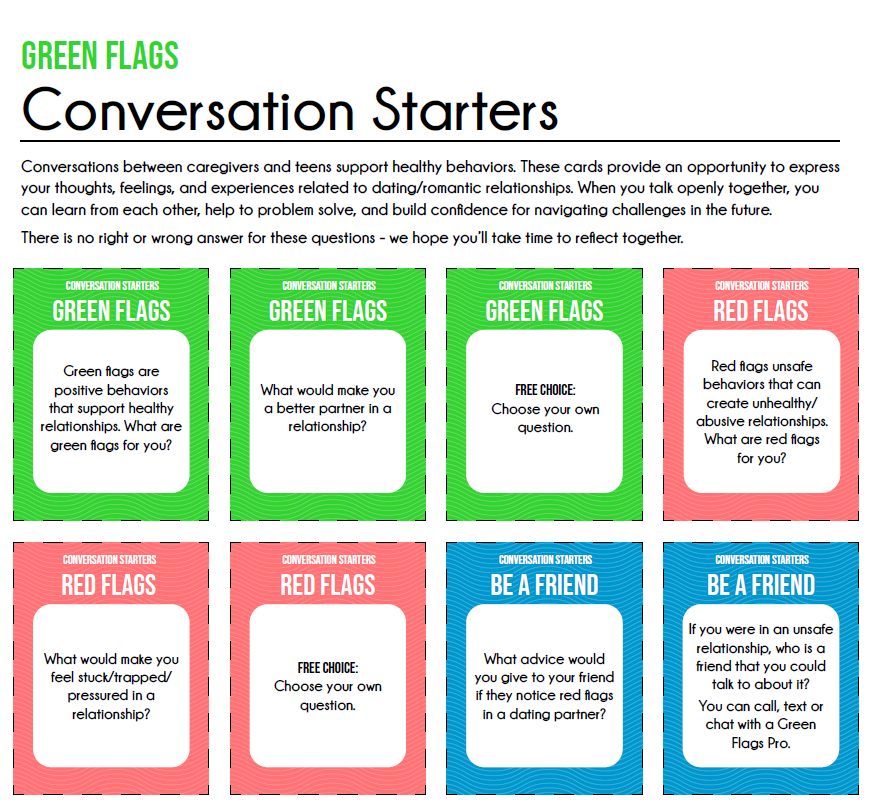 GREEN FLAGS
Conversation Starters
Conversations between caregivers and teens support healthy behaviors. These cards provide an opportunity to express
your thoughts, feelings, and experiences related to dating/romantic relationships. When you talk openly together, you
can learn from each other, help to problem solve, and build confidence for navigating challenges in the future.
There is no right or wrong answer for these questions - we hope you'll take time to reflect together.
CONVERSATION STARTERS
GREEN FLAGS
Green flags are
positive behaviors
that support healthy
relationships. What are
green flags for you?
CONVERSATION STARTERS
GREEN FLAGS
What would make you
a better partner in a
relationship?
CONVERSATION STARTERS
GREEN FLAGS
FREE CHOICE:
Choose your own
question.
CONVERSATION STARTERS
RED FLAGS
Red flags unsafe
behaviors that can
create unhealthy/
abusive relationships.
What are red flags
for you?
CONVERSATION STARTERS
RED FLAGS
What would make you
feel stuck/trapped/
pressured in a
relationship?
CONVERSATION STARTERS
RED FLAGS
FREE CHOICE:
Choose your own
question.
CONVERSATION STARTERS
BE A FRIEND
What advice would
you give to your friend
if they notice red flags
in a dating partner?
CONVERSATION STARTERS
BE A FRIEND
If you were in an unsafe
relationship, who is a
friend that you could
talk to about it?
You can call, text or
chat with a Green
Flags Pro.